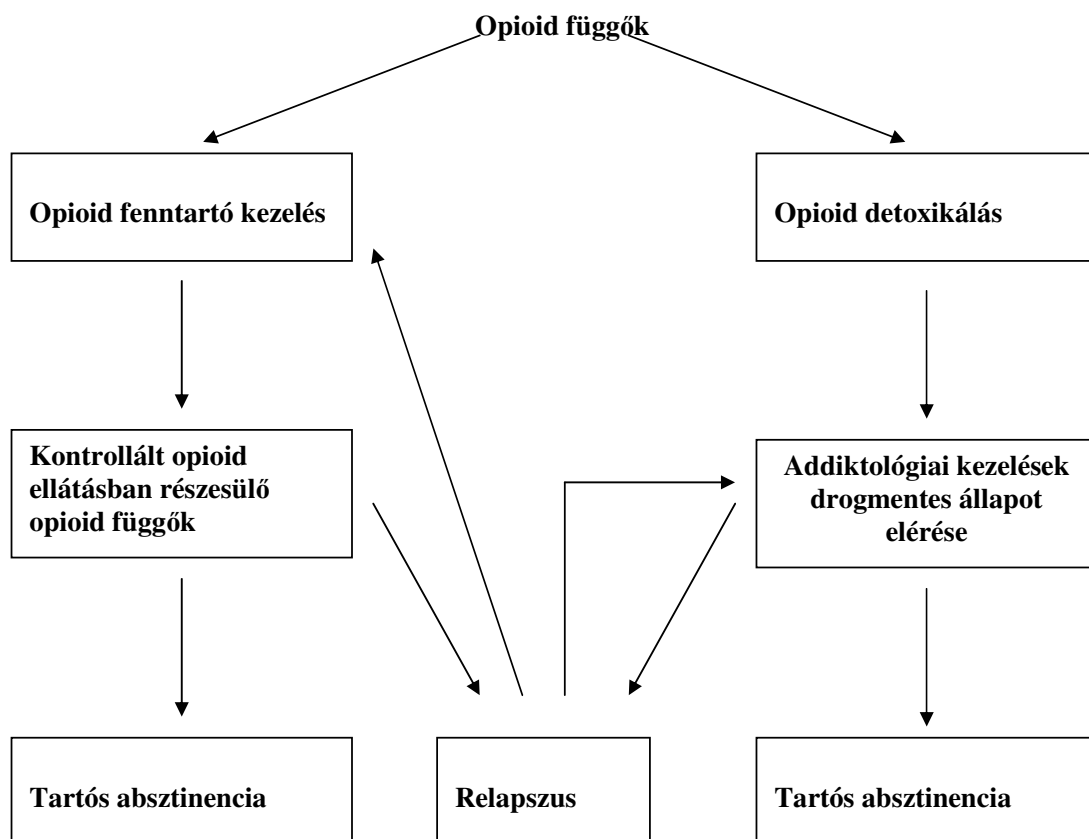 Opioid függők
Opioid fenntartó kezelés
Opioid detoxikálás
Kontrollált opioid
ellátásban részesülő
opioid függők
Addiktológiai kezelések
drogmentes állapot
elérése
Tartós absztinencia
Relapszus
Tartós absztinencia